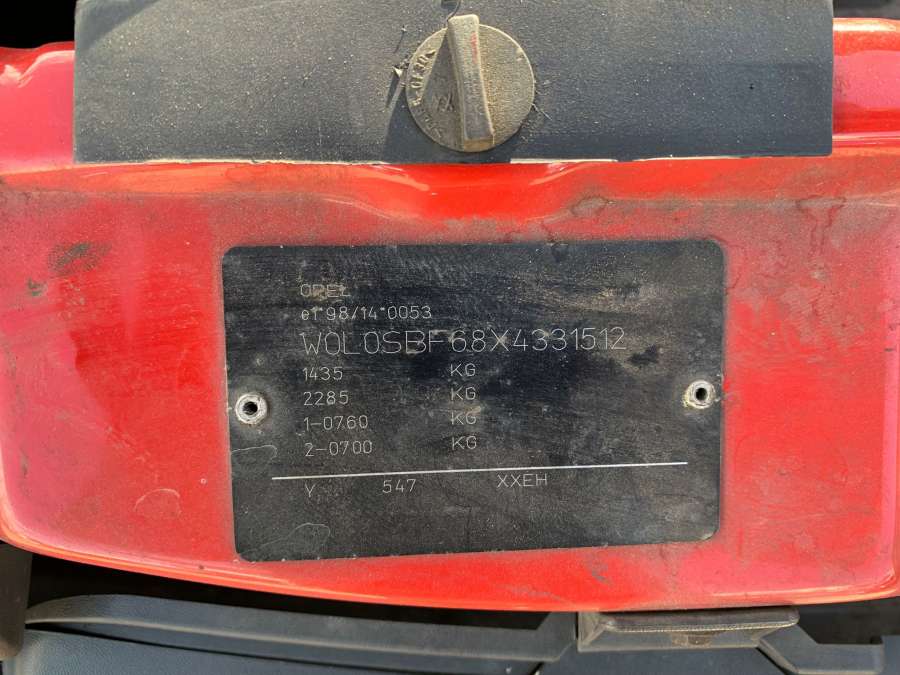 OPEL
e1*98/14*0053
W0L0SBF68X4331512
1435 KG
2285 KG
1-0760 KG
2-0700 KG
Y 547 XXEH